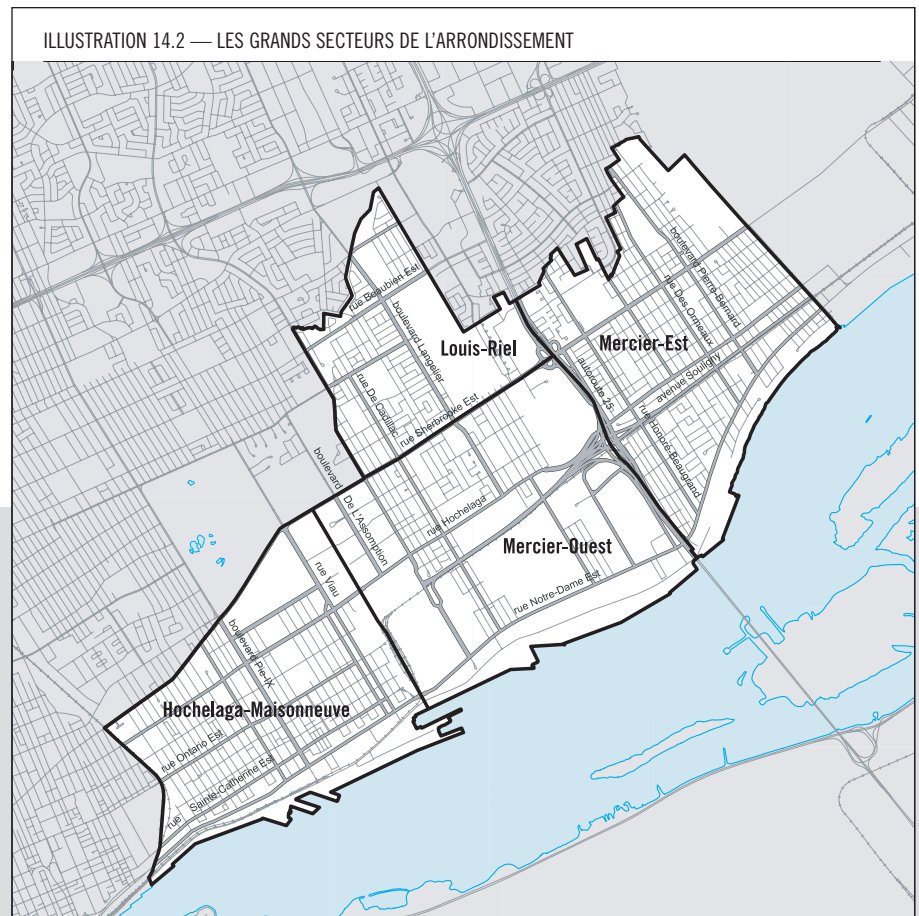 ILLUSTRATION 14.2 — LES GRANDS SECTEURS DE L'ARRONDISSEMENT
boulevard Pierre-Bernard
rue Beaubien Est
rue Des Ormeaux
boulevard Langelier
Louis-Riel
Mercier-Est
autoroute 25
avenue Souligny
rue De Cadillac
rue Sherbrooke Est
rue Honoré-Beaugrand
boulevard De L'Assomption
rue Hochelaga
Mercier-Ouest
rue Viau
rue Notre-Dame Est
boulevard Pie-IX
Hochelaga-Maisonneuve
rue Ontario Est
rue Sainte-Catherine Est